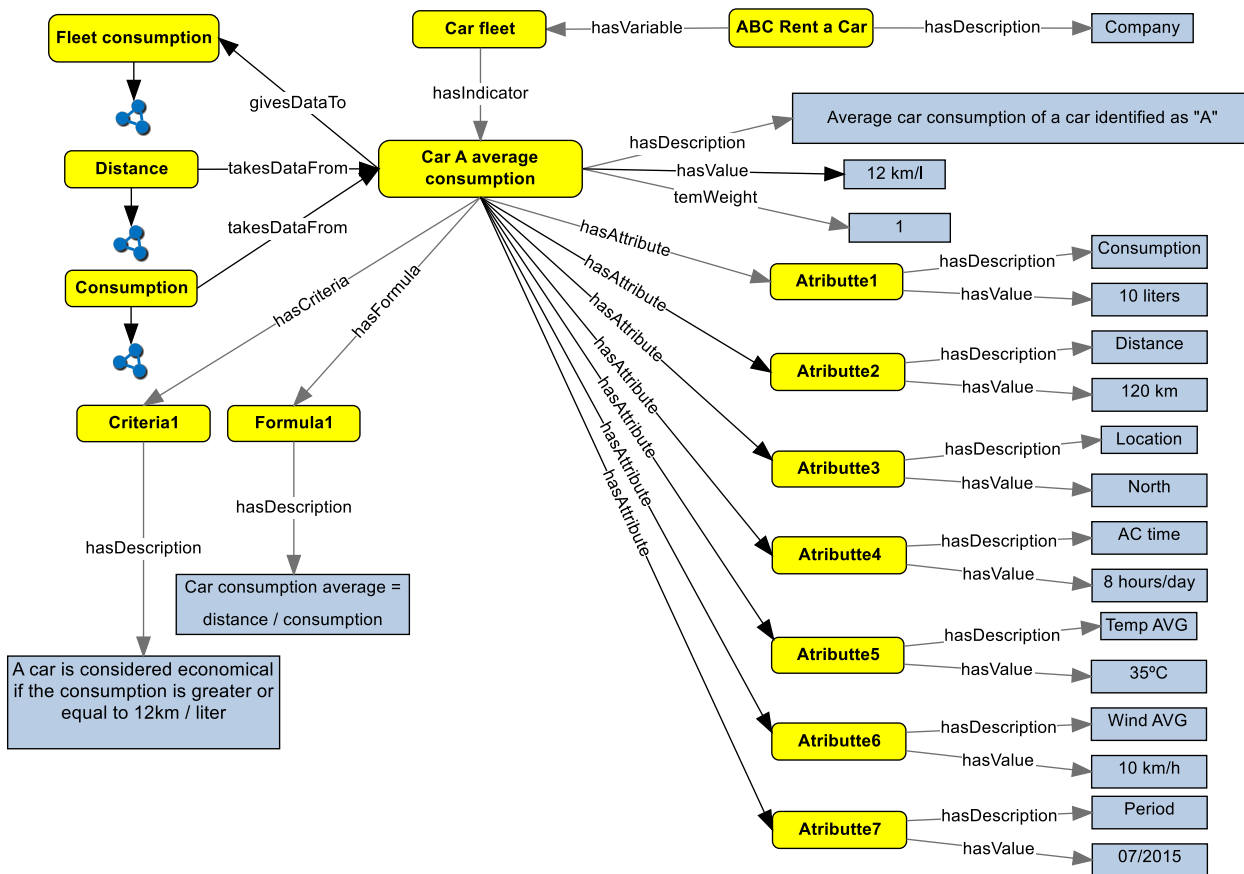 Fleet consumption
Car fleet
hasVariable
ABC Rent a Car
hasDescription
Company
givesDataTo
hasIndicator
Average car consumption of a car identified as "A"
hasDescription
Distance
takesDataFrom
Car A average
consumption
hasValue
12 km/l
temWeight
1
takesDataFrom
Consumption
hasCriteria
hasFormula
hasAttribute
hasAttribute
hasAttribute
hasAttribute
hasAttribute
hasAttribute
hasAttribute
Atributte1
hasDescription
Consumption
hasValue
10 liters
Atributte2
hasDescription
Distance
hasValue
120 km
Criteria1
Formula1
Atributte3
hasDescription
Location
hasValue
North
hasDescription
hasDescription
Atributte4
hasDescription
AC time
hasValue
8 hours/day
Car consumption average =
distance / consumption
Atributte5
hasDescription
Temp AVG
hasValue
35ºC
A car is considered economical
if the consumption is greater or
equal to 12km / liter
Atributte6
hasDescription
Wind AVG
hasValue
10 km/h
Atributte7
hasDescription
Period
hasValue
07/2015